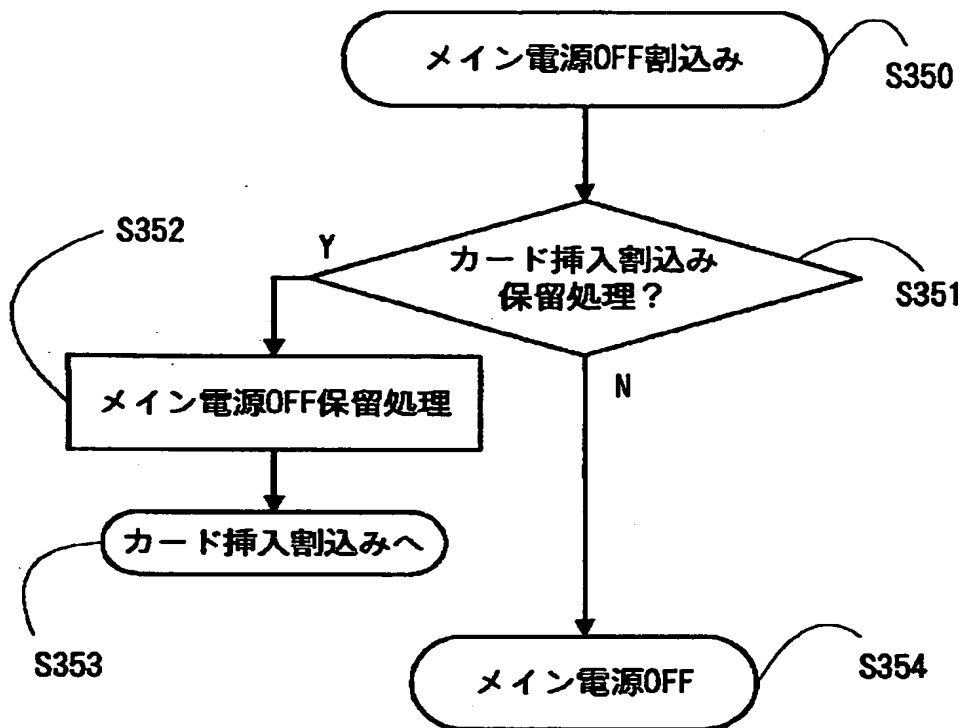 メイン電源OFF割込み
S350
カード挿入割込み
保留処理?
S351
Y
S352
メイン電源OFF保留処理
N
カード挿入割込みへ
S353
メイン電源OFF
S354